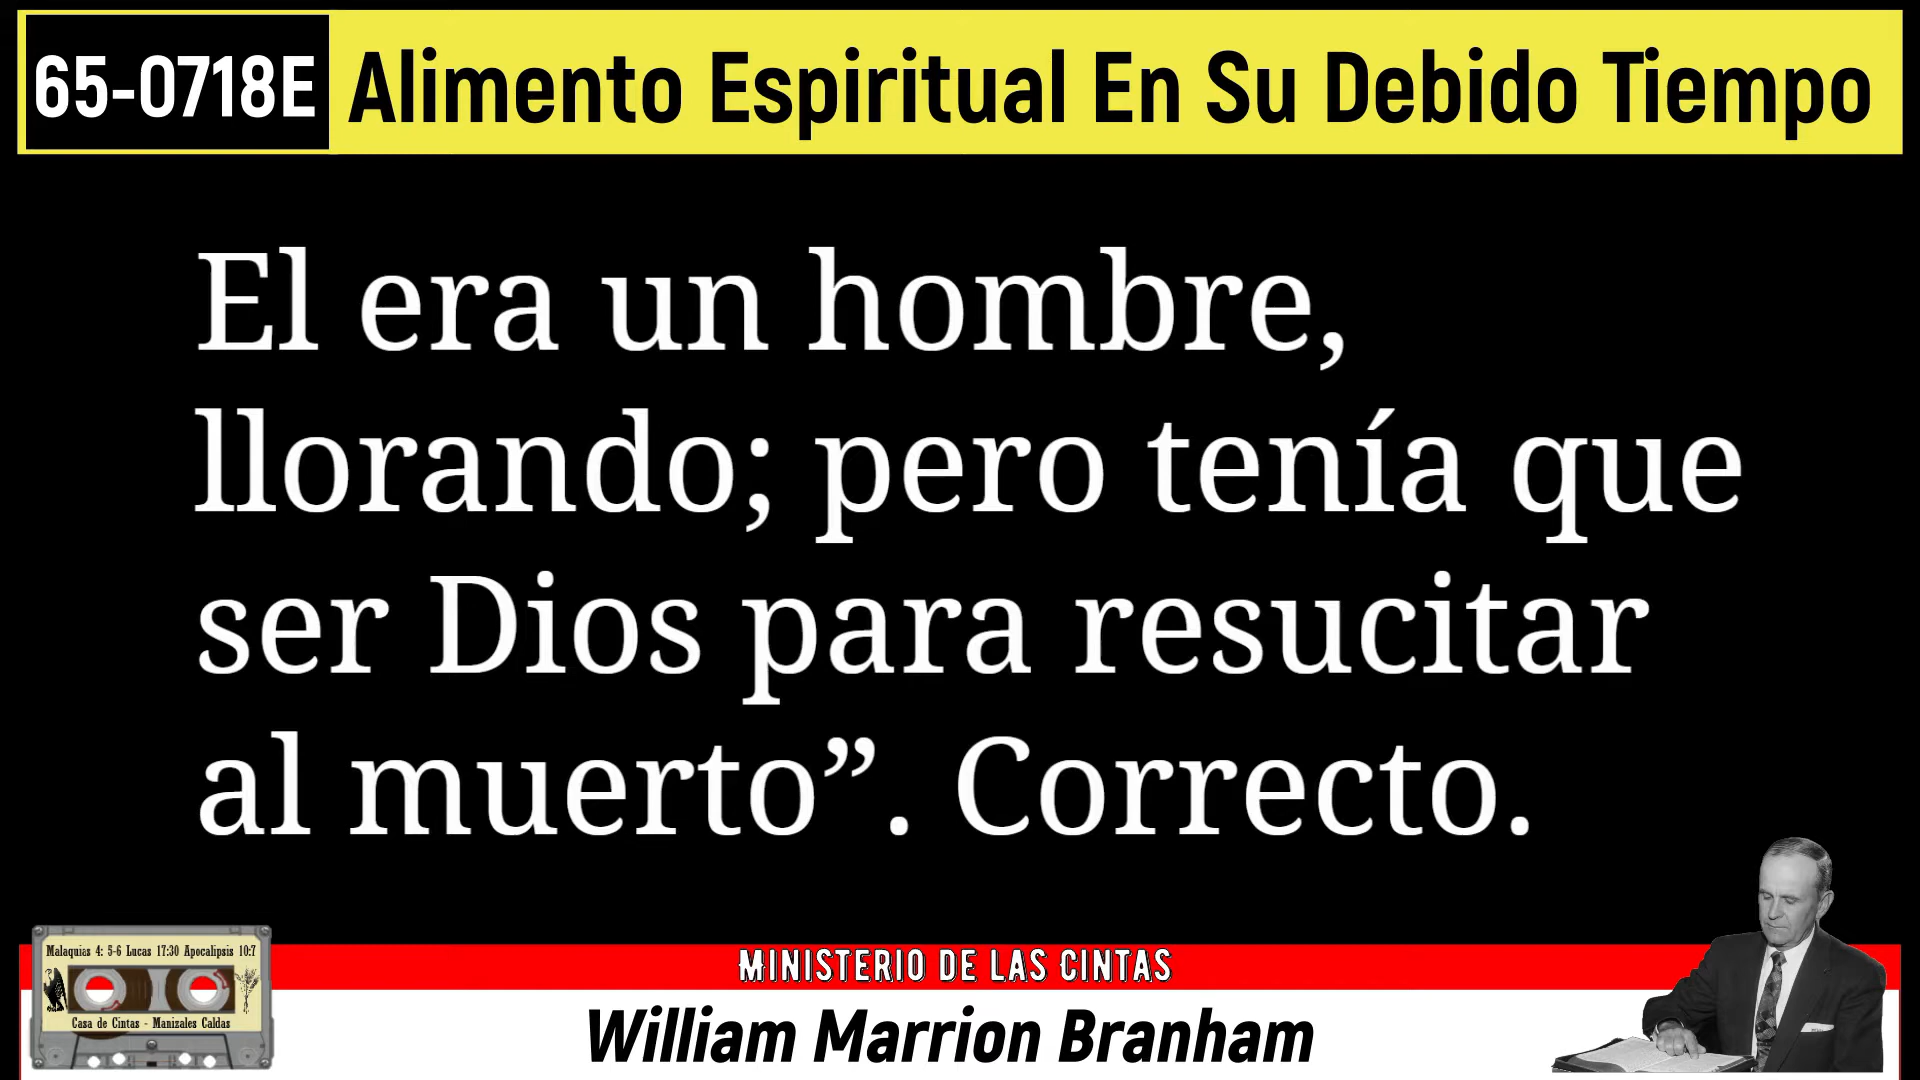 65-0718E Alimento Espiritual En Su Debido Tiempo
El era un hombre,
llorando; pero tenía que
ser Dios para resucitar
al muerto”. Correcto.
Malaquias 4: 5-6 Lucas 17:30 Apocalipsis 10:7
Casa de Cintas - Manizales Caldas
MINISTERIO DE LAS CINTAS
William Marrion Branham